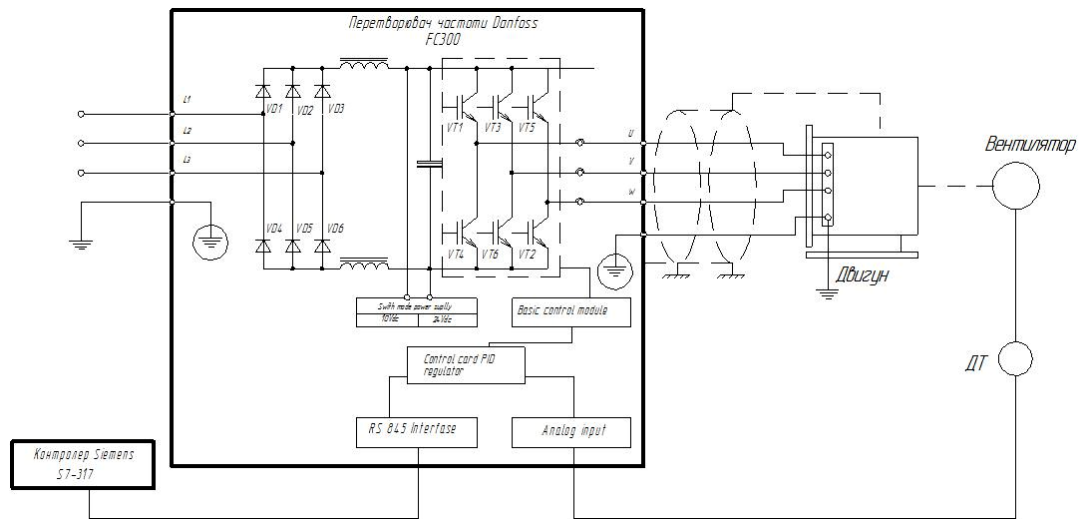 Перетворювач частоти Danfoss
FC300
L1
L2
L3
VD1
VD2
VD3
VD4
VD5
VD6
VT1
VT3
VT5
VT4
VT6
VT2
U
V
W
Вентилятор
Двигун
ДТ
Swith mode power suplly
10Vdc
24Vdc
Basic control module
Control card PID
regulator
RS 845 Interfase
Analog input
Контролер Siemens
S7-317